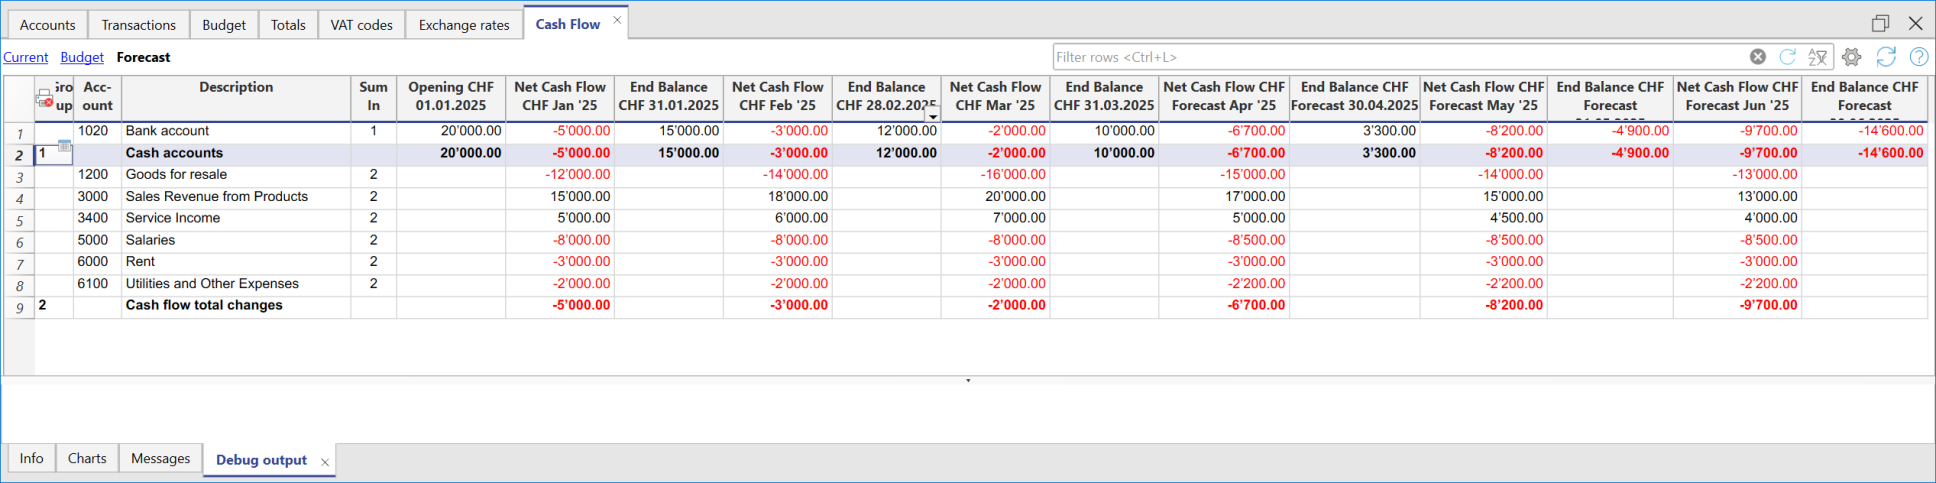 Accounts Transactions Budget Totals VAT codes Exchange rates Cash Flow
Current Budget Forecast Filter rows <Ctrl+L>
Gro up Acc- ount Description Sum In Opening CHF 01.01.2025 Net Cash Flow CHF Jan '25 End Balance CHF 31.01.2025 Net Cash Flow CHF Feb '25 End Balance CHF 28.02.2025 Net Cash Flow CHF Mar '25 End Balance CHF 31.03.2025 Net Cash Flow CHF Forecast Apr '25 End Balance CHF Forecast 30.04.2025 Net Cash Flow CHF Forecast May '25 End Balance CHF Forecast Net Cash Flow CHF Forecast Jun '25 End Balance CHF Forecast
1 1020 Bank account 1 20'000.00 -5'000.00 15'000.00 -3'000.00 12'000.00 -2'000.00 10'000.00 -6'700.00 3'300.00 -8'200.00 -4'900.00 -9'700.00 -14'600.00
2 1 Cash accounts 20'000.00 -5'000.00 15'000.00 -3'000.00 12'000.00 -2'000.00 10'000.00 -6'700.00 3'300.00 -8'200.00 -4'900.00 -9'700.00 -14'600.00
3 1200 Goods for resale 2 -12'000.00 -14'000.00 -16'000.00 -15'000.00 -14'000.00 -13'000.00
4 3000 Sales Revenue from Products 2 15'000.00 18'000.00 20'000.00 17'000.00 15'000.00 13'000.00
5 3400 Service Income 2 5'000.00 6'000.00 7'000.00 5'000.00 4'500.00 4'000.00
6 5000 Salaries 2 -8'000.00 -8'000.00 -8'000.00 -8'500.00 -8'500.00 -8'500.00
7 6000 Rent 2 -3'000.00 -3'000.00 -3'000.00 -3'000.00 -3'000.00 -3'000.00
8 6100 Utilities and Other Expenses 2 -2'000.00 -2'000.00 -2'000.00 -2'200.00 -2'200.00 -2'200.00
9 2 Cash flow total changes -5'000.00 -3'000.00 -2'000.00 -6'700.00 -8'200.00 -9'700.00
Info Charts Messages Debug output